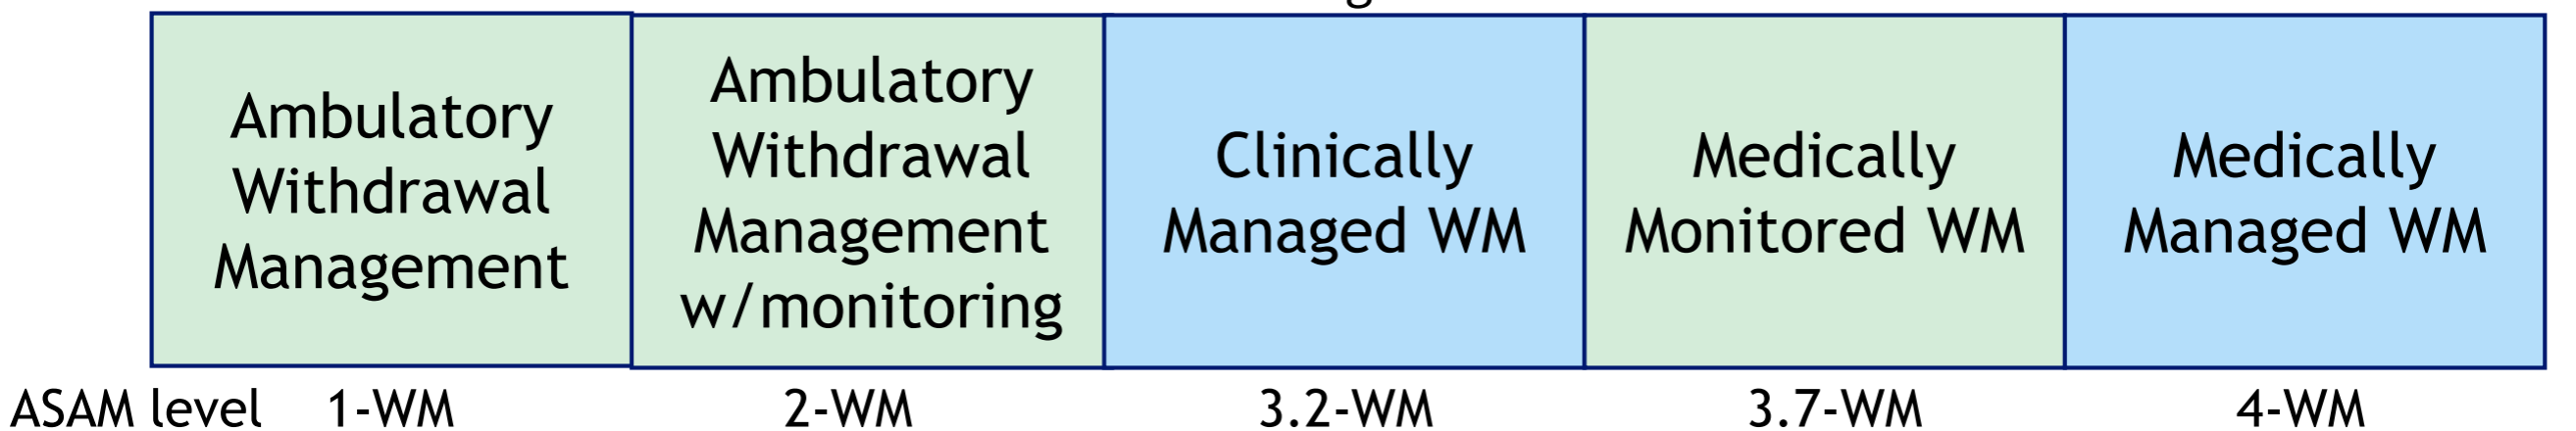 Ambulatory
Withdrawal
Management
Ambulatory
Withdrawal
Management
w/monitoring
Clinically
Managed WM
Medically
Monitored WM
Medically
Managed WM
ASAM level 1-WM 2-WM 3.2-WM 3.7-WM 4-WM